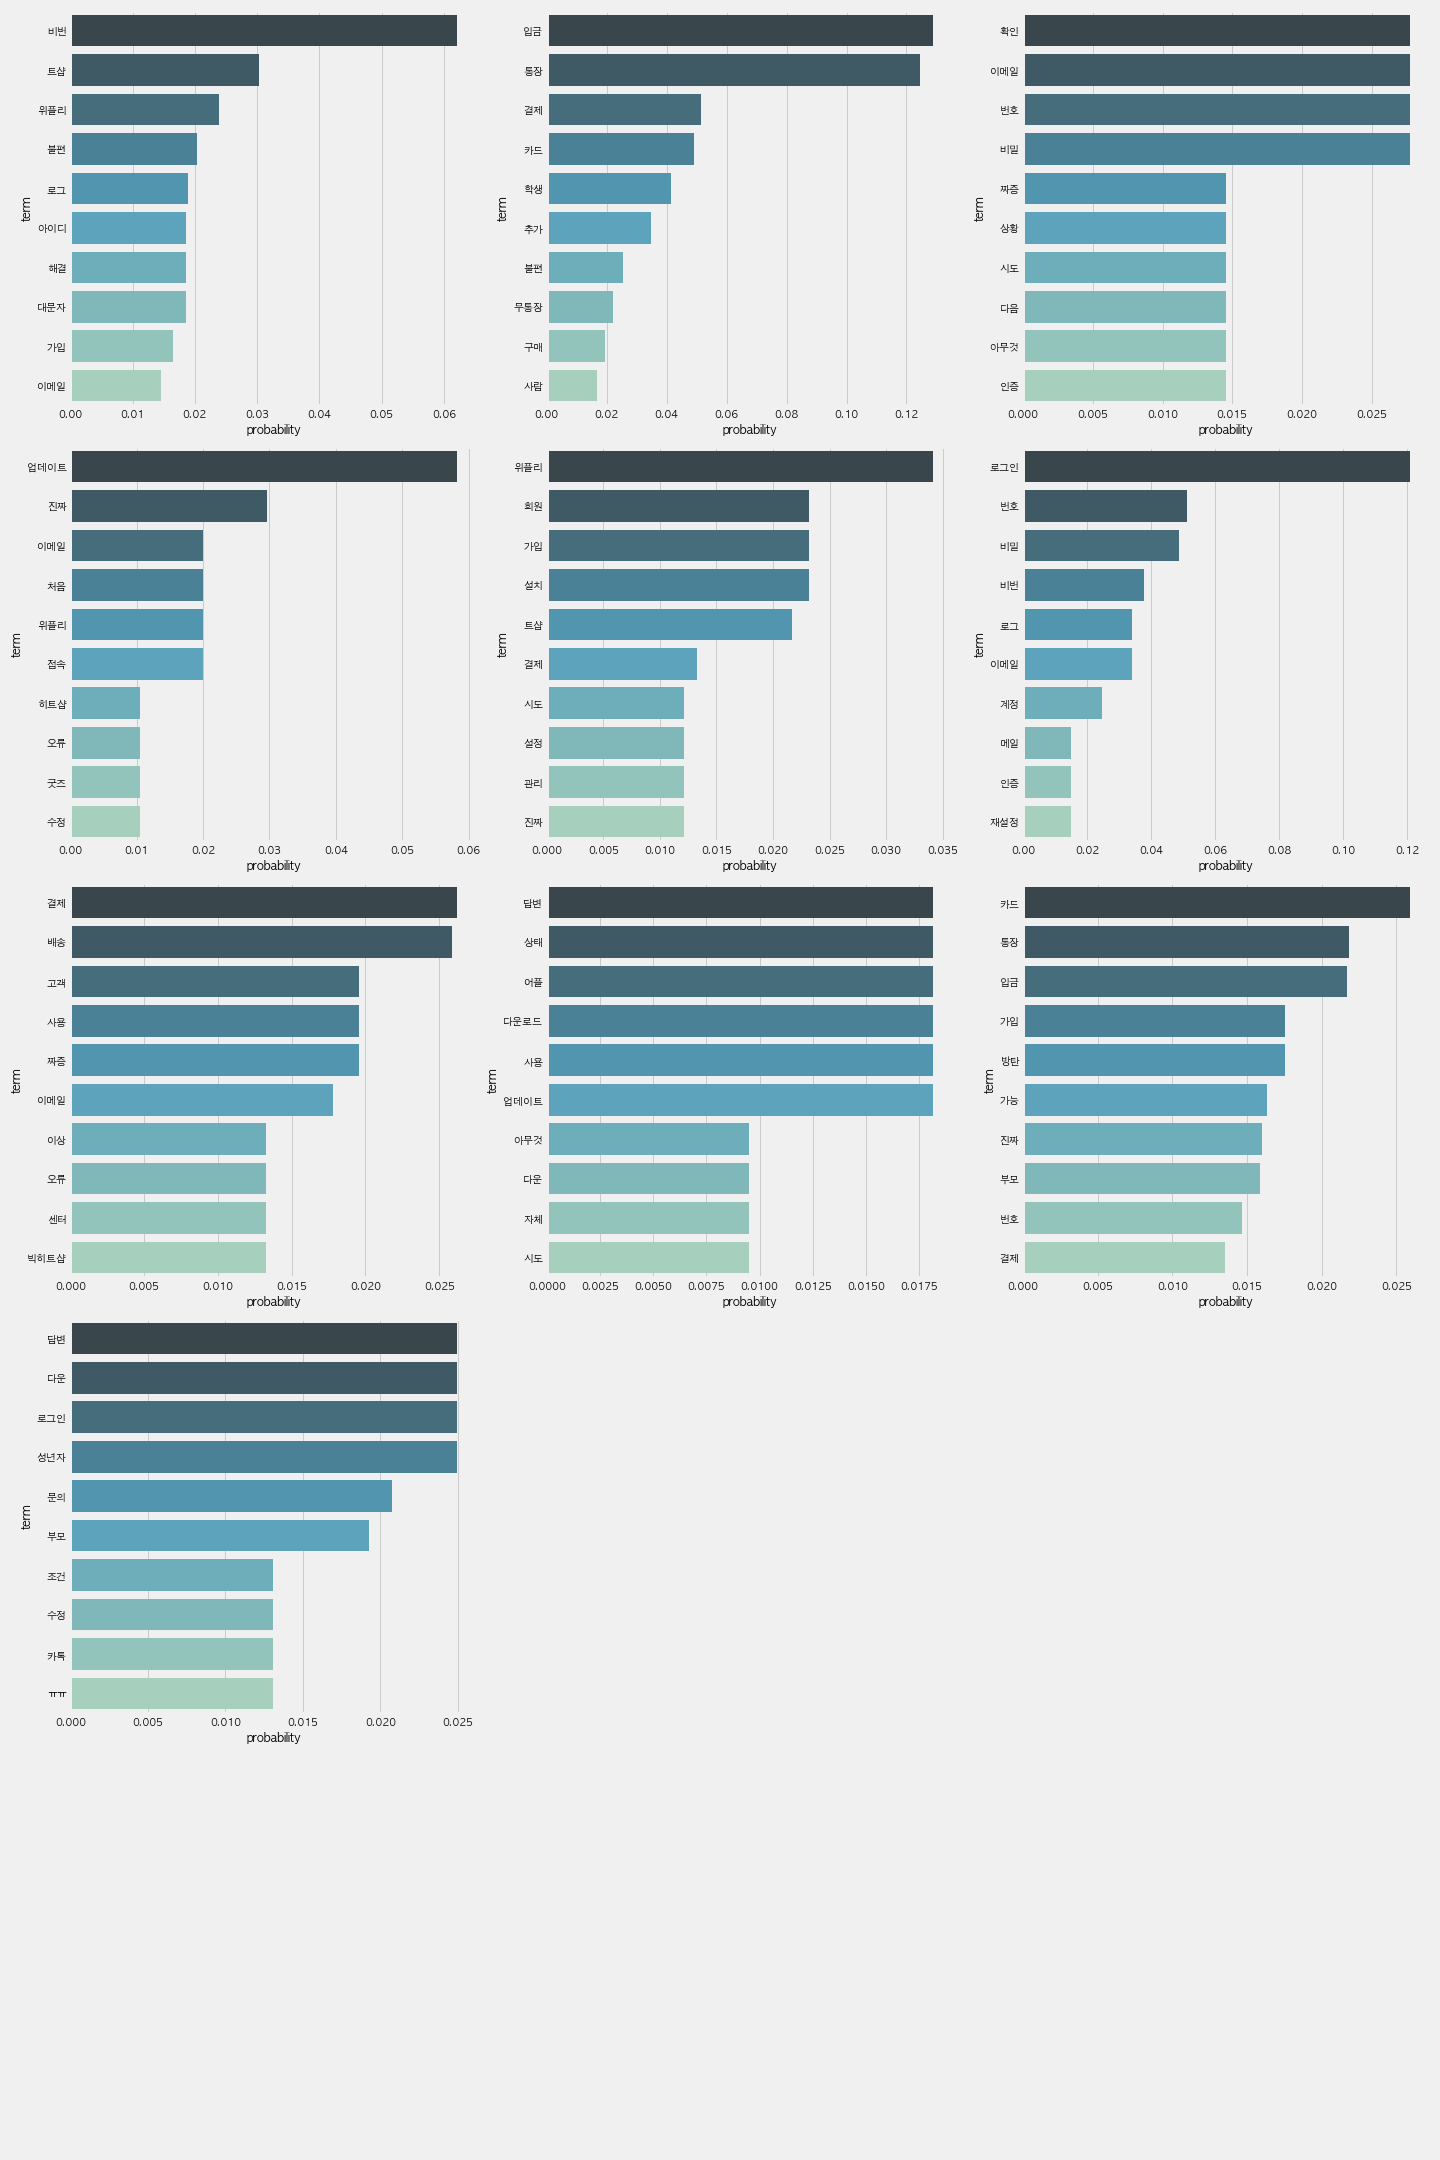 비번
트샵
위플리
불편
로그
아이디
해결
대문자
가입
이메일
term
0.00 0.01 0.02 0.03 0.04 0.05 0.06
probability
입금
통장
결제
카드
학생
추가
불편
무통장
구매
사람
term
0.00 0.02 0.04 0.06 0.08 0.10 0.12
probability
확인
이메일
번호
비밀
짜증
상황
시도
다음
아무것
인증
term
0.000 0.005 0.010 0.015 0.020 0.025
probability
업데이트
진짜
이메일
처음
위플리
접속
히트샵
오류
굿즈
수정
term
0.00 0.01 0.02 0.03 0.04 0.05 0.06
probability
위플리
회원
가입
설치
트샵
결제
시도
설정
관리
진짜
term
0.000 0.005 0.010 0.015 0.020 0.025 0.030 0.035
probability
로그인
번호
비밀
비번
로그
이메일
계정
메일
인증
재설정
term
0.00 0.02 0.04 0.06 0.08 0.10 0.12
probability
결제
배송
고객
사용
짜증
이메일
이상
오류
센터
빅히트샵
term
0.000 0.005 0.010 0.015 0.020 0.025
probability
답변
상태
어플
다운로드
사용
업데이트
아무것
다운
자체
시도
term
0.0000 0.0025 0.0050 0.0075 0.0100 0.0125 0.0150 0.0175
probability
카드
통장
입금
가입
방탄
가능
진짜
부모
번호
결제
term
0.000 0.005 0.010 0.015 0.020 0.025
probability
답변
다운
로그인
성년자
문의
부모
조건
수정
카톡
ㅠㅠ
term
0.000 0.005 0.010 0.015 0.020 0.025
probability